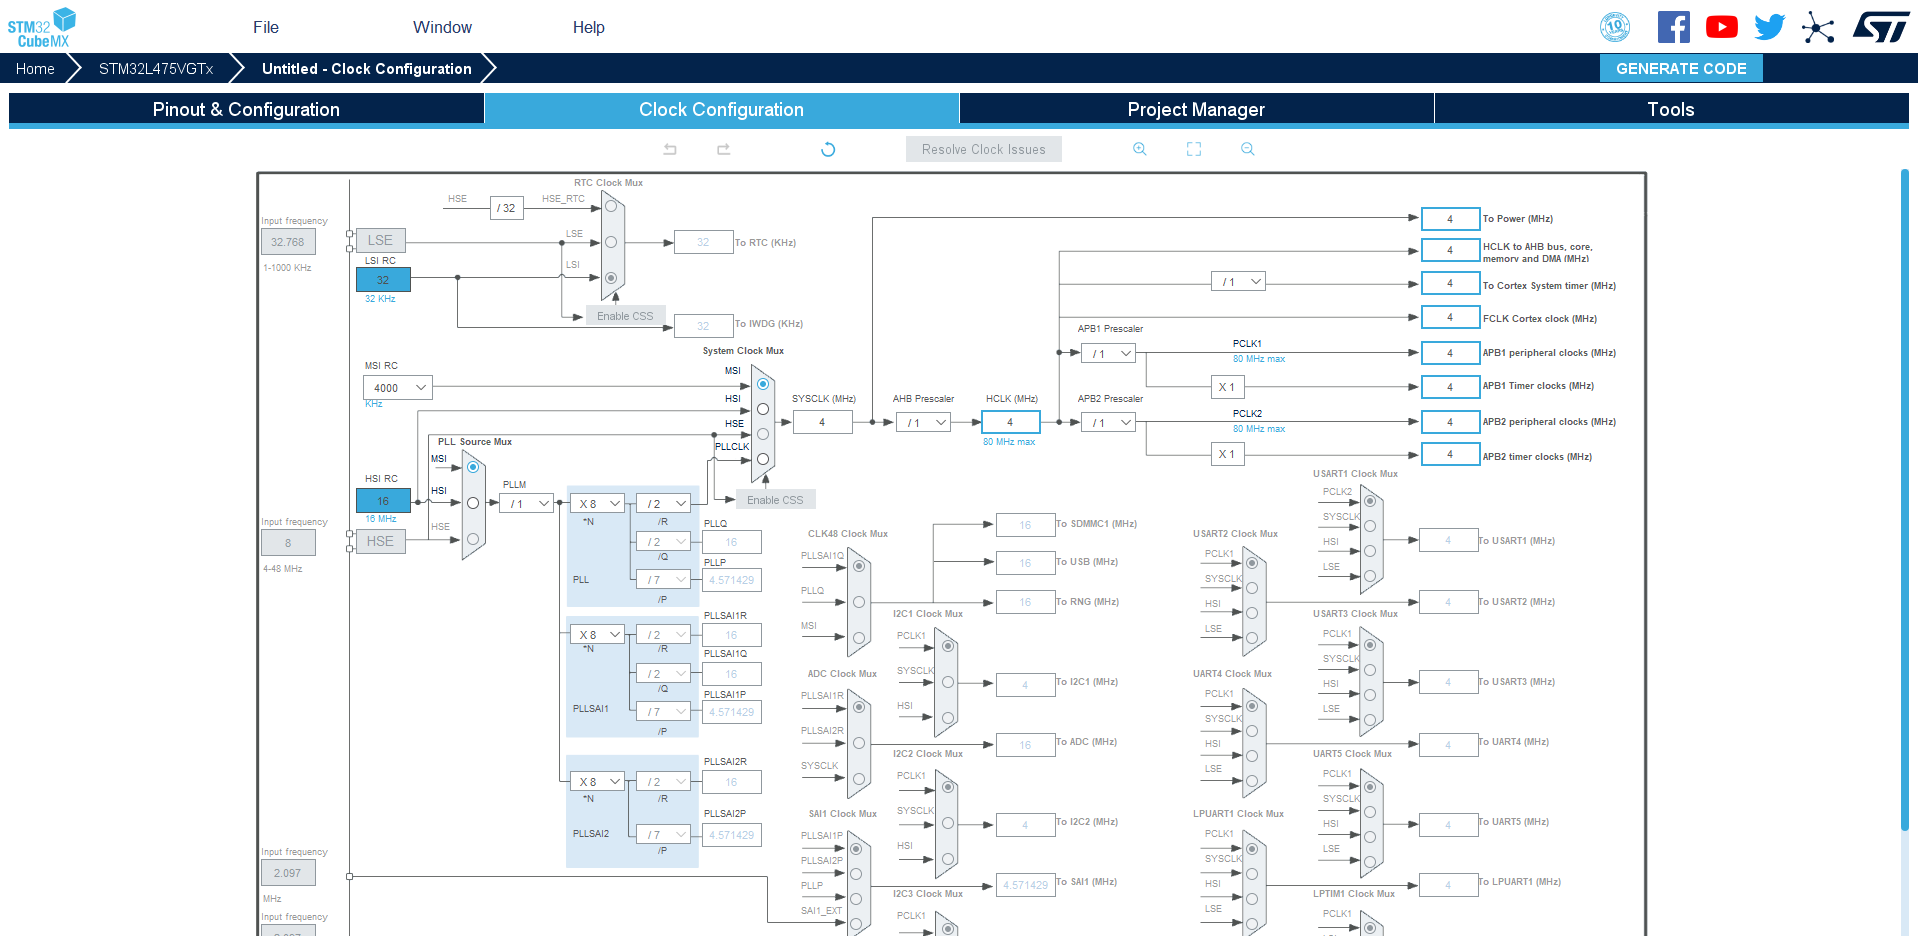 STM32
CubeMX
File
Window
Help
10
Home
STM32L475VGTx
Untitled - Clock Configuration
GENERATE CODE
Pinout & Configuration
Clock Configuration
Project Manager
Tools
Resolve Clock Issues
RTC Clock Mux
HSE
/ 32
HSE_RTC
Input frequency
32.768
1-1000 KHz
LSE
LSE
32
To RTC (KHz)
LSI RC
32
32 KHz
LSI
Enable CSS
32
To IWDG (KHz)
4
To Power (MHz)
4
HCLK to AHB bus, core,
memory and DMA (MHz)
/ 1
4
To Cortex System timer (MHz)
4
FCLK Cortex clock (MHz)
APB1 Prescaler
/ 1
PCLK1
80 MHz max
4
APB1 peripheral clocks (MHz)
X 1
4
APB1 Timer clocks (MHz)
System Clock Mux
MSI RC
4000
KHz
MSI
HSI
HSE
PLLCLK
SYSCLK (MHz)
4
AHB Prescaler
/ 1
HCLK (MHz)
4
80 MHz max
APB2 Prescaler
/ 1
PCLK2
80 MHz max
4
APB2 peripheral clocks (MHz)
X 1
4
APB2 timer clocks (MHz)
Enable CSS
PLL Source Mux
MSI
HSI RC
16
16 MHz
HSI
HSE
Input frequency
8
4-48 MHz
HSE
PLLM
/ 1
X 8
*N
/ 2
/R
/ 2
/Q
/ 7
/P
PLL
PLLQ
16
PLLP
4.571429
X 8
*N
/ 2
/R
/ 2
/Q
/ 7
/P
PLLSAI1
PLLSAI1R
16
PLLSAI1Q
16
PLLSAI1P
4.571429
X 8
*N
/ 2
/R
/ 7
/P
PLLSAI2
PLLSAI2R
16
PLLSAI2P
4.571429
CLK48 Clock Mux
PLLSAI1Q
PLLQ
MSI
16
To SDMMC1 (MHz)
16
To USB (MHz)
16
To RNG (MHz)
ADC Clock Mux
PLLSAI1R
PLLSAI2R
SYSCLK
16
To ADC (MHz)
SAI1 Clock Mux
PLLSAI1P
PLLSAI2P
PLLP
SAI1_EXT
4.571429
To SAI1 (MHz)
I2C1 Clock Mux
PCLK1
SYSCLK
HSI
4
To I2C1 (MHz)
I2C2 Clock Mux
PCLK1
SYSCLK
HSI
4
To I2C2 (MHz)
I2C3 Clock Mux
PCLK1
USART1 Clock Mux
PCLK2
SYSCLK
HSI
LSE
4
To USART1 (MHz)
USART2 Clock Mux
PCLK1
SYSCLK
HSI
LSE
4
To USART2 (MHz)
USART3 Clock Mux
PCLK1
SYSCLK
HSI
LSE
4
To USART3 (MHz)
UART4 Clock Mux
PCLK1
SYSCLK
HSI
LSE
4
To UART4 (MHz)
UART5 Clock Mux
PCLK1
SYSCLK
HSI
LSE
4
To UART5 (MHz)
LPUART1 Clock Mux
PCLK1
SYSCLK
HSI
LSE
4
To LPUART1 (MHz)
LPTIM1 Clock Mux
PCLK1
Input frequency
2.097
MHz
Input frequency